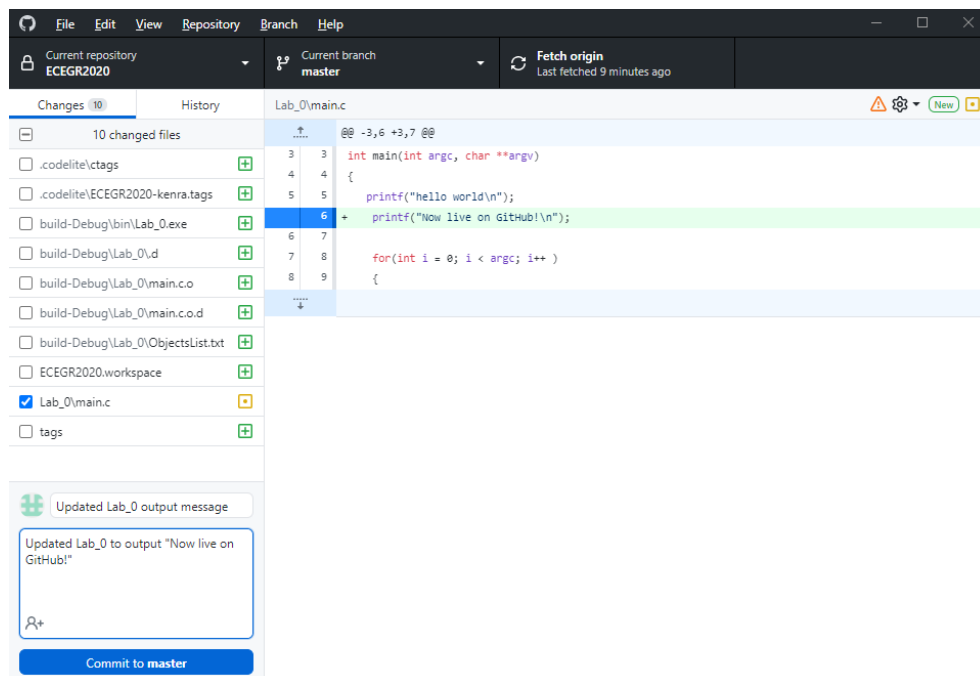 File Edit View Repository Branch Help
Current repository
ECEGR2020
Current branch
master
Fetch origin
Last fetched 9 minutes ago
Changes 10 History
Lab_0\main.c
New
10 changed files
.codelite\ctags
.codelite\ECEGR2020-kenra.tags
build-Debug\bin\Lab_0.exe
build-Debug\Lab_0\.d
build-Debug\Lab_0\main.c.o
build-Debug\Lab_0\main.c.o.d
build-Debug\Lab_0\ObjectsList.txt
ECEGR2020.workspace
Lab_0\main.c
tags
Updated Lab_0 output message
Updated Lab_0 to output "Now live on
GitHub!"
Commit to master
@@ -3,6 +3,7 @@
3 3 int main(int argc, char **argv)
4 4 {
5 5 printf("hello world\n");
6 + printf("Now live on GitHub!\n");
6 7
7 8 for(int i = 0; i < argc; i++ )
8 9 {